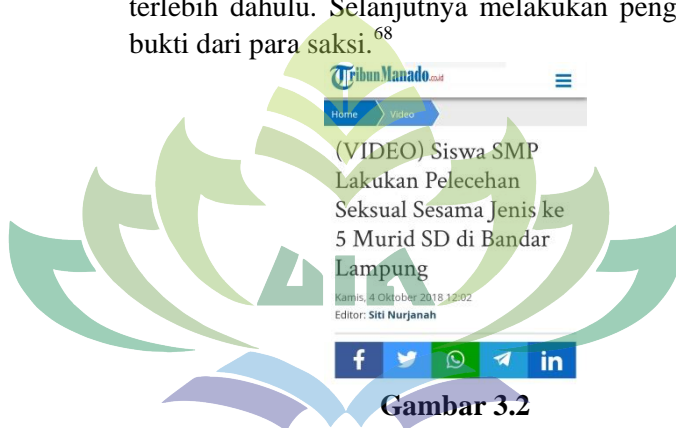 terlebih dahulu. Selanjutnya melakukan peng
bukti dari para saksi.68
TribunManado.co.id
Home Video
(VIDEO) Siswa SMP
Lakukan Pelecehan
Seksual Sesama Jenis ke
5 Murid SD di Bandar
Lampung
Kamis, 4 Oktober 2018 12:02
Editor: Siti Nurjanah
Gambar 3.2